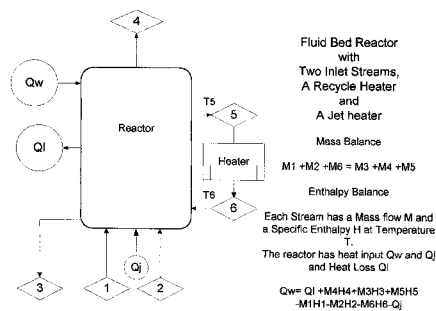 4
Qw
Ql
Reactor
T5
5
Heater
T6
6
3
1
Qj
2
Fluid Bed Reactor
with
Two Inlet Streams,
A Recycle Heater
and
A Jet heater
Mass Balance
M1 +M2 +M6 = M3 +M4 +M5
Enthalpy Balance
Each Stream has a Mass flow M and
a Specific Enthalpy H at Temperature
T.
The reactor has heat input Qw and Qj
and Heat Loss Ql
Qw= Ql +M4H4+M3H3+M5H5
-M1H1-M2H2-M6H6-Qj